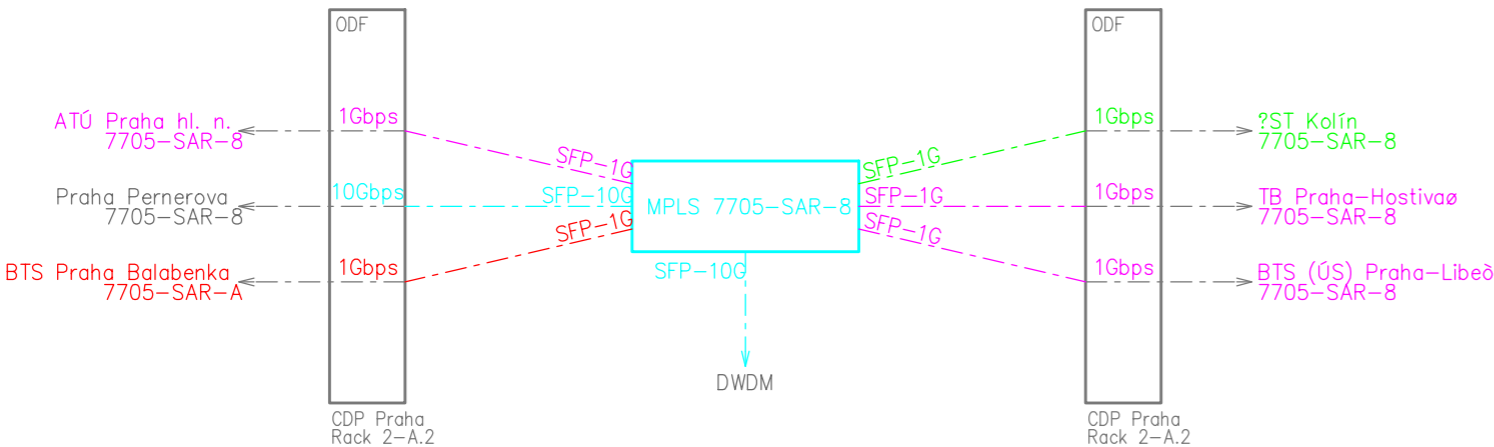 ODF
ODF
1Gbps
1Gbps
ATÚ Praha hl. n.
7705-SAR-8
?ST Kolín
7705-SAR-8
SFP-1G
SFP-1G
10Gbps
SFP-10G
MPLS 7705-SAR-8
SFP-1G
1Gbps
Praha Pernerova
7705-SAR-8
TB Praha-Hostivaø
7705-SAR-8
SFP-1G
SFP-1G
1Gbps
SFP-10G
1Gbps
BTS Praha Balabenka
7705-SAR-A
BTS (ÚS) Praha-Libeò
7705-SAR-8
DWDM
CDP Praha
Rack 2-A.2
CDP Praha
Rack 2-A.2